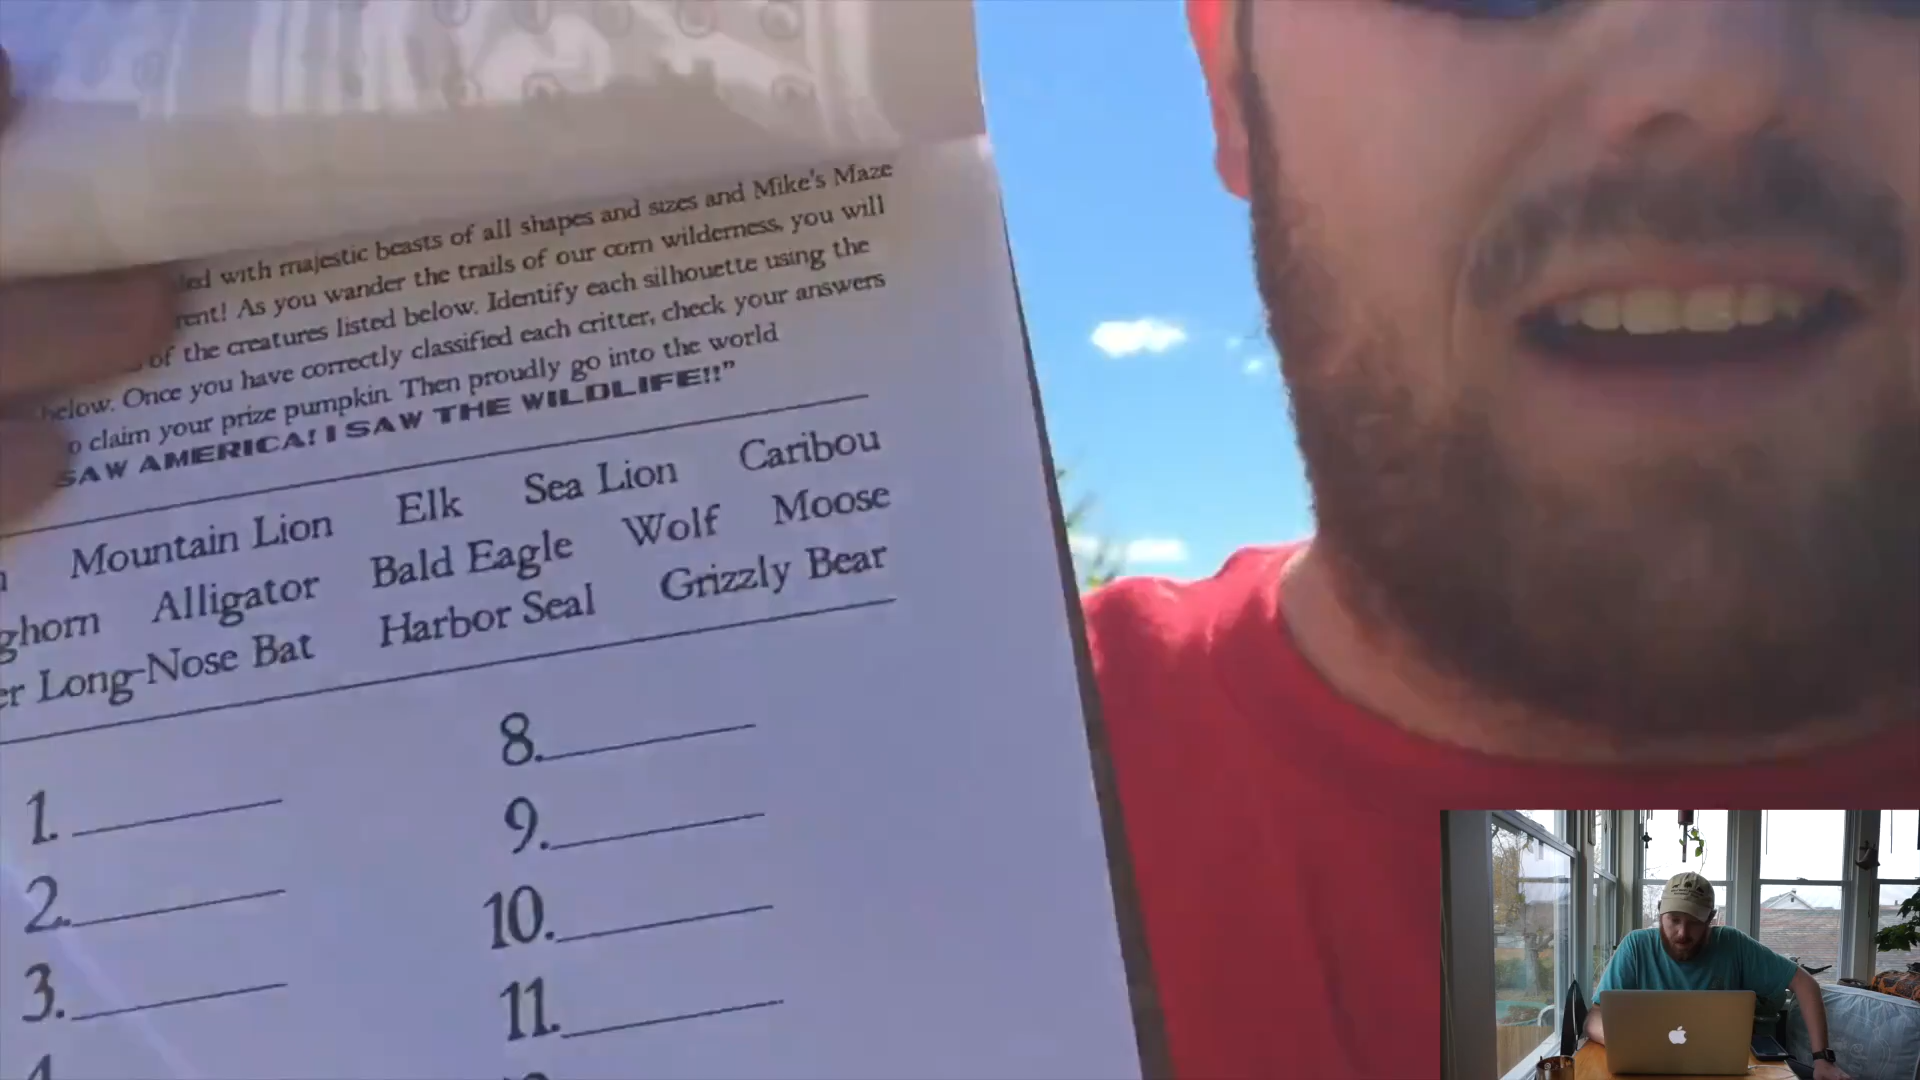 with majestic beasts of all shapes and sizes and Mike's Maze
As you wander the trails of our corn wilderness, you will
of the creatures listed below. Identify each silhouette using the
below. Once you have correctly classified each critter, check your answers
o claim your prize pumpkin. Then proudly go into the world
SAW AMERICA! I SAW THE WILDLIFE!!"
Mountain Lion Elk Sea Lion Caribou
ghorn Alligator Bald Eagle Wolf Moose
er Long-Nose Bat Harbor Seal Grizzly Bear
1.
2.
3.
8.
9.
10.
11.